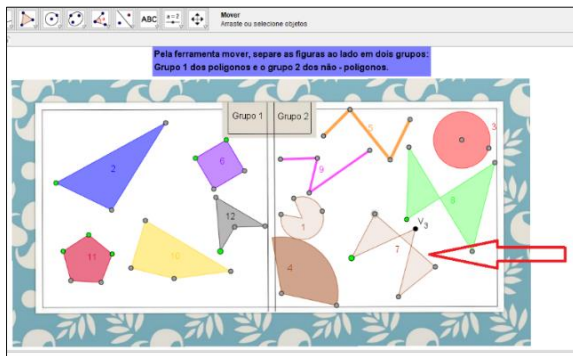 ABC
a=2
Mover
Arraste ou selecione objetos
Pela ferramenta mover, separe as figuras ao lado em dois grupos:
Grupo 1 dos polígonos e o grupo 2 dos não - polígonos.
Grupo 1
Grupo 2
2
6
5
3
9
8
12
1
V3
7
11
10
4